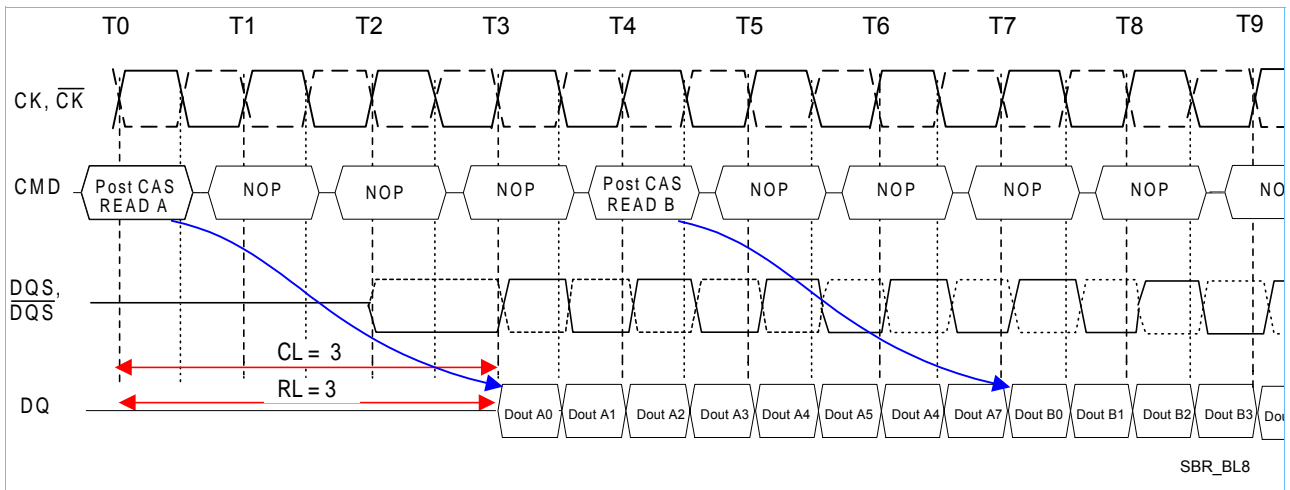 T0 T1 T2 T3 T4 T5 T6 T7 T8 T9
CK, CK
CMD Post CAS READ A NOP NOP NOP Post CAS READ B NOP NOP NOP NOP NO
DQS,
DQS
CL = 3
RL = 3
DQ Dout A0 Dout A1 Dout A2 Dout A3 Dout A4 Dout A5 Dout A4 Dout A7 Dout B0 Dout B1 Dout B2 Dout B3 Dou
SBR_BL8